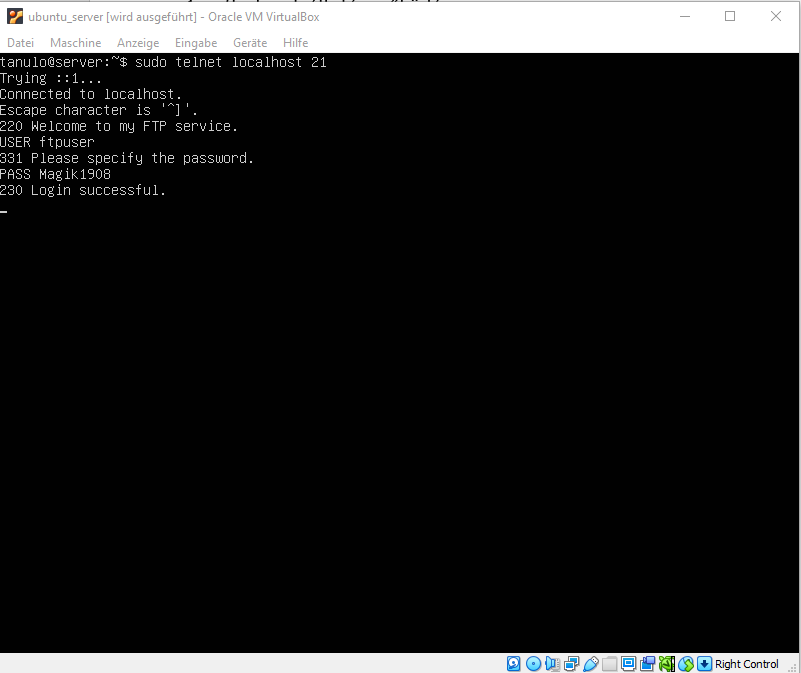 ubuntu_server [wird ausgeführt] - Oracle VM VirtualBox
Datei Maschine Anzeige Eingabe Geräte Hilfe
tanulo@server:~$ sudo telnet localhost 21
Trying ::1...
Connected to localhost.
Escape character is '^]'.
220 Welcome to my FTP service.
USER ftpuser
331 Please specify the password.
PASS Magik1908
230 Login successful.
Right Control